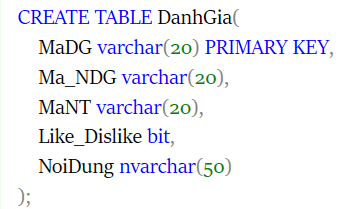 CREATE TABLE DanhGia(
MaDG varchar(20) PRIMARY KEY,
Ma_NDG varchar(20),
MaNT varchar(20),
Like_Dislike bit,
NoiDung nvarchar(50)
);